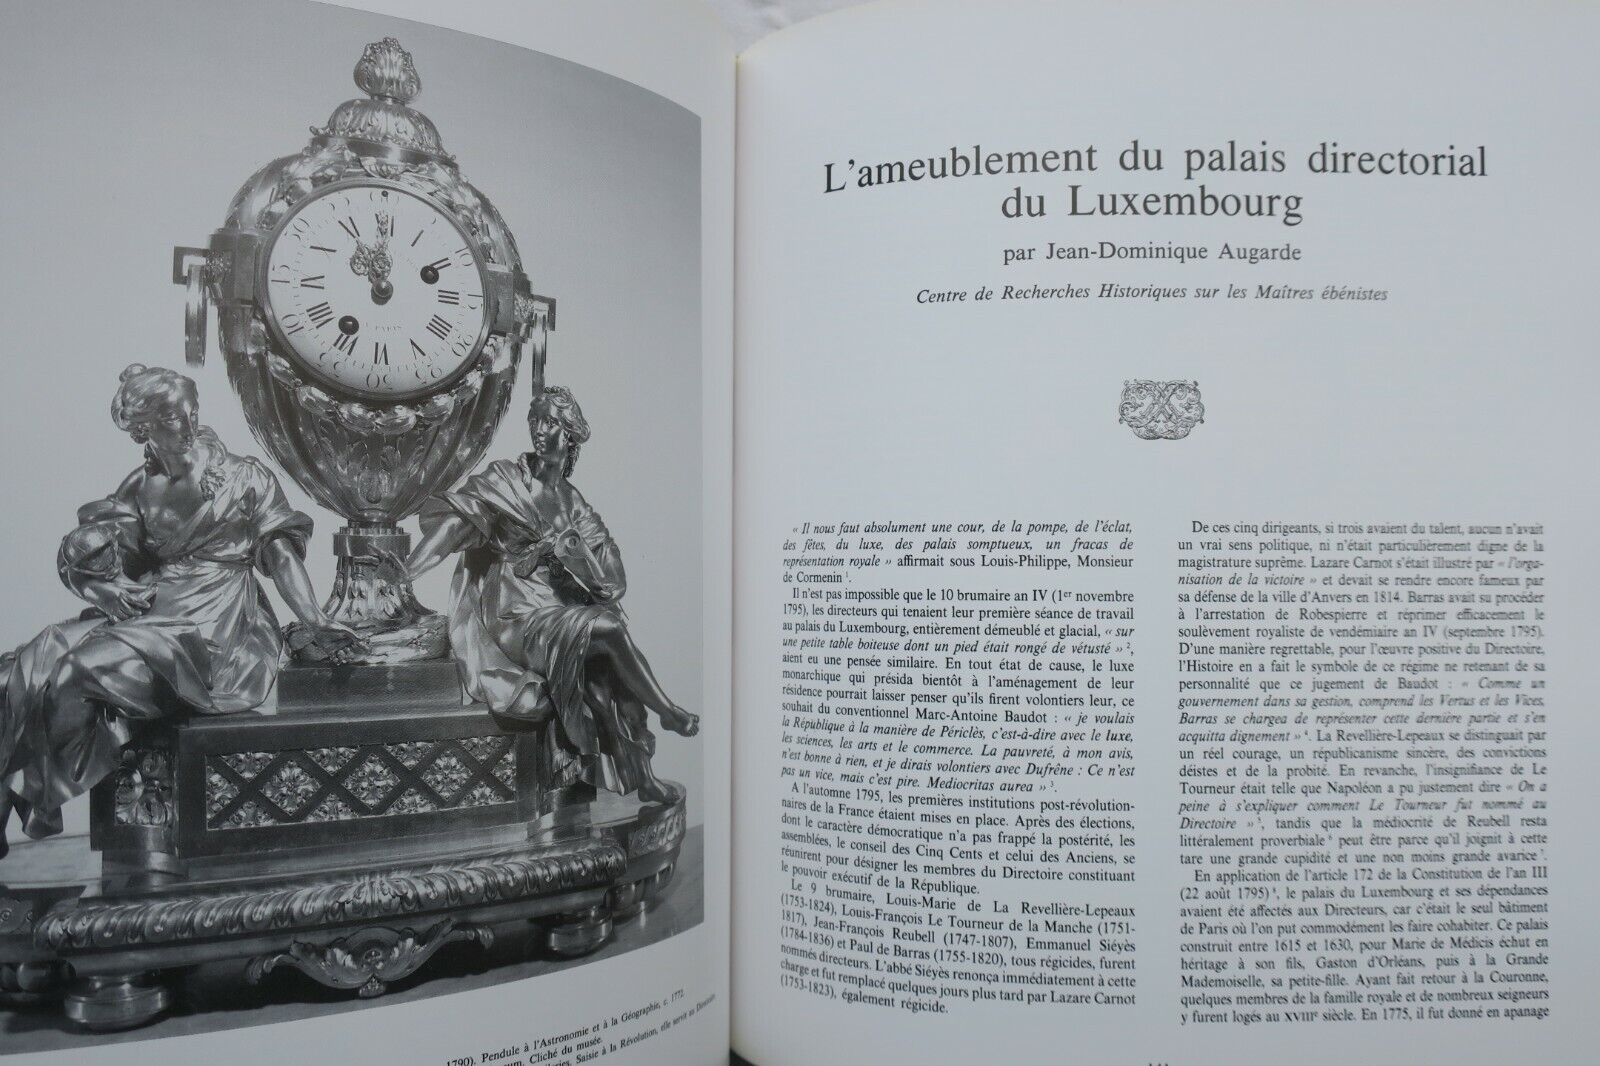 1790). Pendule à l'Astronomie et à la Géographie, c. 1772.
Cliché du musée.
Saisie à la Révolution, elle servit au Directoire
PARIS
L'ameublement du palais directorial
du Luxembourg
par Jean-Dominique Augarde
Centre de Recherches Historiques sur les Maîtres ébénistes
« Il nous faut absolument une cour, de la pompe, de l'éclat,
des fêtes, du luxe, des palais somptueux, un fracas de
représentation royale » affirmait sous Louis-Philippe, Monsieur
de Cormenin 1.
Il n'est pas impossible que le 10 brumaire an IV (1er novembre
1795), les directeurs qui tenaient leur première séance de travail
au palais du Luxembourg, entièrement démeublé et glacial, « sur
une petite table boiteuse dont un pied était rongé de vétusté » 2,
aient eu une pensée similaire. En tout état de cause, le luxe
monarchique qui présida bientôt à l'aménagement de leur
résidence pourrait laisser penser qu'ils firent volontiers leur, ce
souhait du conventionnel Marc-Antoine Baudot : « je voulais
la République à la manière de Périclès, c'est-à-dire avec le luxe,
les sciences, les arts et le commerce. La pauvreté, à mon avis,
n'est bonne à rien, et je dirais volontiers avec Dufrêne : Ce n'est
pas un vice, mais c'est pire. Mediocritas aurea » 3.
A l'automne 1795, les premières institutions post-révolution-
naires de la France étaient mises en place. Après des élections,
dont le caractère démocratique n'a pas frappé la postérité, les
assemblées, le conseil des Cinq Cents et celui des Anciens, se
réunirent pour désigner les membres du Directoire constituant
le pouvoir exécutif de la République.
Le 9 brumaire, Louis-Marie de La Revellière-Lepeaux
(1753-1824), Louis-François Le Tourneur de la Manche (1751-
1817), Jean-François Reubell (1747-1807), Emmanuel Siéyès
(1784-1836) et Paul de Barras (1755-1820), tous régicides, furent
nommés directeurs. L'abbé Siéyès renonça immédiatement à cette
charge et fut remplacé quelques jours plus tard par Lazare Carnot
(1753-1823), également régicide.
De ces cinq dirigeants, si trois avaient du talent, aucun n'avait
un vrai sens politique, ni n'était particulièrement digne de la
magistrature suprême. Lazare Carnot s'était illustré par « l'orga-
nisation de la victoire » et devait se rendre encore fameux par
sa défense de la ville d'Anvers en 1814. Barras avait su procéder
à l'arrestation de Robespierre et réprimer efficacement le
soulèvement royaliste de vendémiaire an IV (septembre 1795).
D'une manière regrettable, pour l'œuvre positive du Directoire,
l'Histoire en a fait le symbole de ce régime ne retenant de sa
personnalité que ce jugement de Baudot : « Comme un
gouvernement dans sa gestion, comprend les Vertus et les Vices,
Barras se chargea de représenter cette dernière partie et s'en
acquitta dignement » 4. La Revellière-Lepeaux se distinguait par
un réel courage, un républicanisme sincère, des convictions
déistes et de la probité. En revanche, l'insignifiance de Le
Tourneur était telle que Napoléon a pu justement dire « On a
peine à s'expliquer comment Le Tourneur fut nommé au
Directoire » 5, tandis que la médiocrité de Reubell resta
littéralement proverbiale 6 peut être parce qu'il joignit à cette
tare une grande cupidité et une non moins grande avarice 7.
En application de l'article 172 de la Constitution de l'an III
(22 août 1795) 8, le palais du Luxembourg et ses dépendances
avaient été affectés aux Directeurs, car c'était le seul bâtiment
de Paris où l'on put commodément les faire cohabiter. Ce palais
construit entre 1615 et 1630, pour Marie de Médicis échut en
héritage à son fils, Gaston d'Orléans, puis à la Grande
Mademoiselle, sa petite-fille. Ayant fait retour à la Couronne,
quelques membres de la famille royale et de nombreux seigneurs
y furent logés au XVIIIe siècle. En 1775, il fut donné en apanage